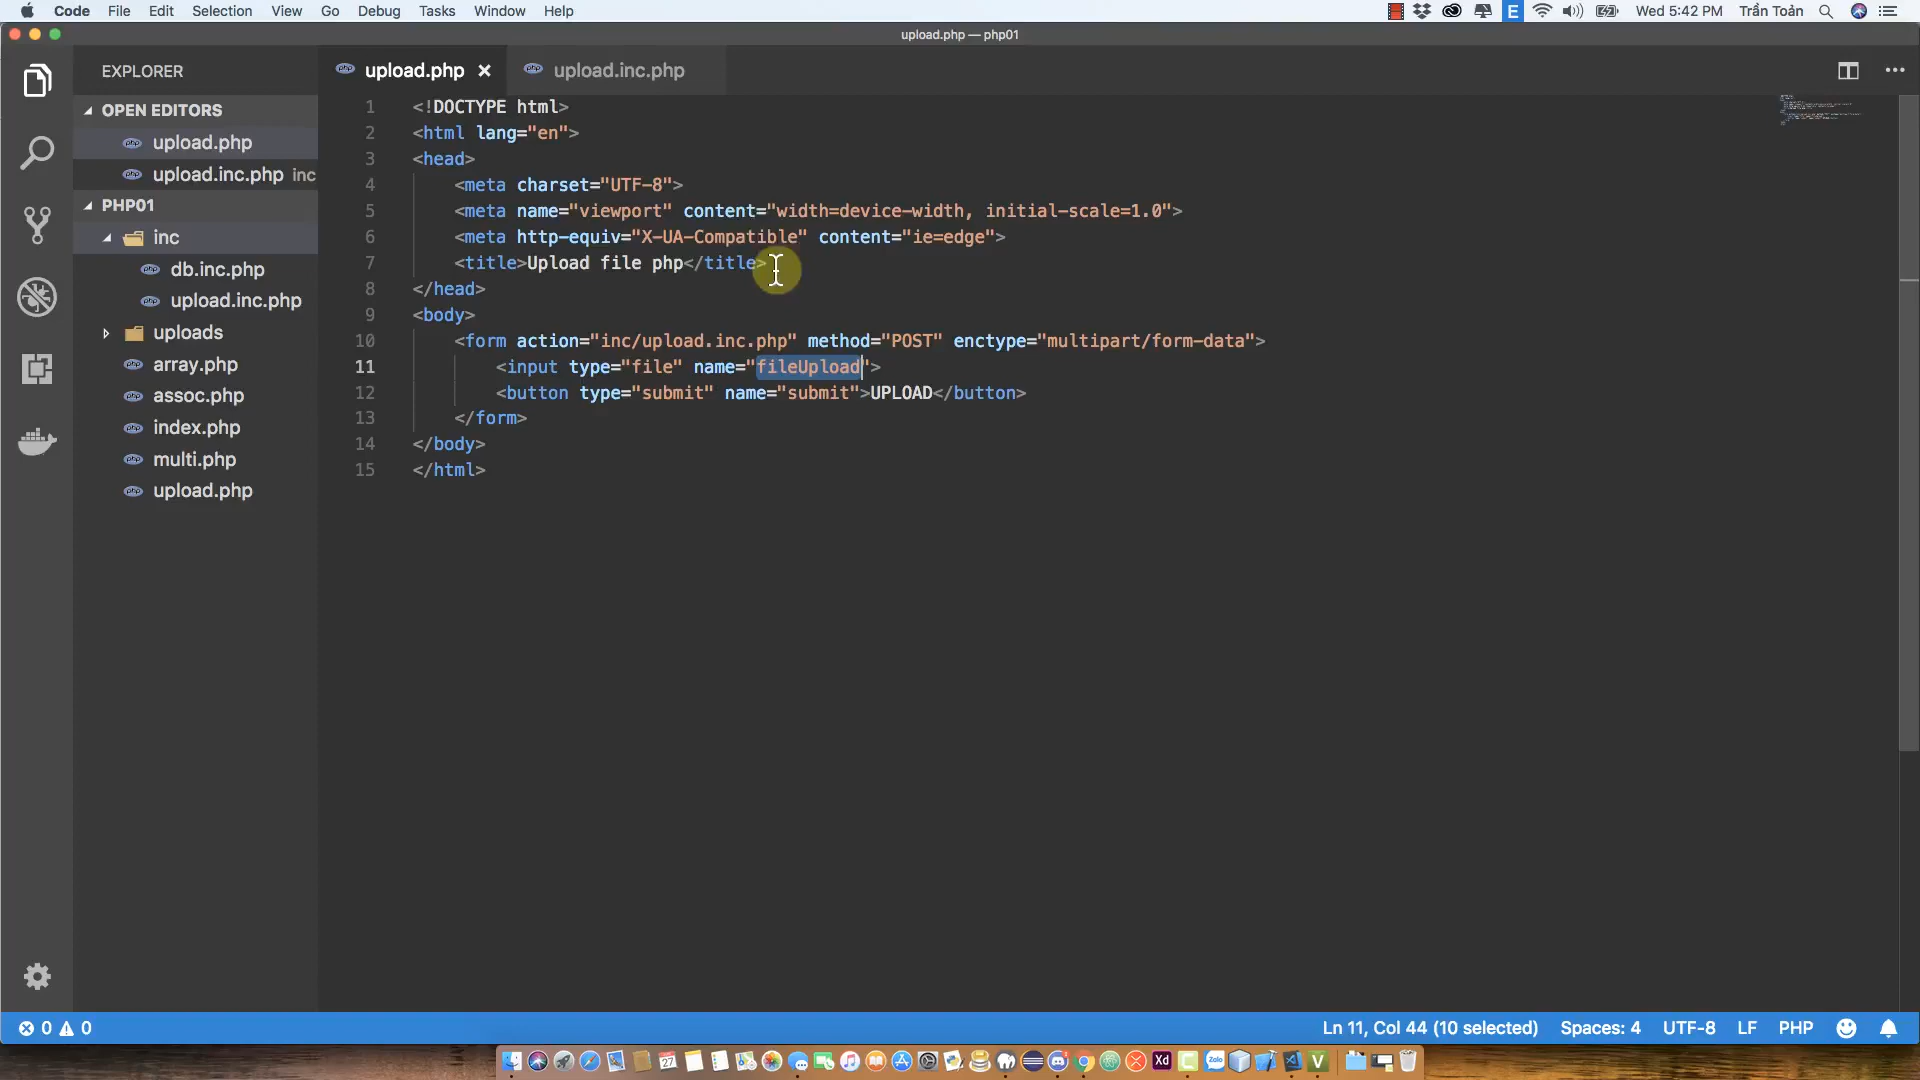 Code File Edit Selection View Go Debug Tasks Window Help E Wed 5:42 PM Trần Toản
upload.php — php01
EXPLORER
OPEN EDITORS
upload.php
upload.inc.php inc
PHP01
inc
db.inc.php
upload.inc.php
uploads
array.php
assoc.php
index.php
multi.php
upload.php
upload.php upload.inc.php
1 <!DOCTYPE html>
2 <html lang="en">
3 <head>
4 <meta charset="UTF-8">
5 <meta name="viewport" content="width=device-width, initial-scale=1.0">
6 <meta http-equiv="X-UA-Compatible" content="ie=edge">
7 <title>Upload file php</title>
8 </head>
9 <body>
10 <form action="inc/upload.inc.php" method="POST" enctype="multipart/form-data">
11 <input type="file" name="fileUpload">
12 <button type="submit" name="submit">UPLOAD</button>
13 </form>
14 </body>
15 </html>
0 0 Ln 11, Col 44 (10 selected) Spaces: 4 UTF-8 LF PHP
27 Xd Zalo V